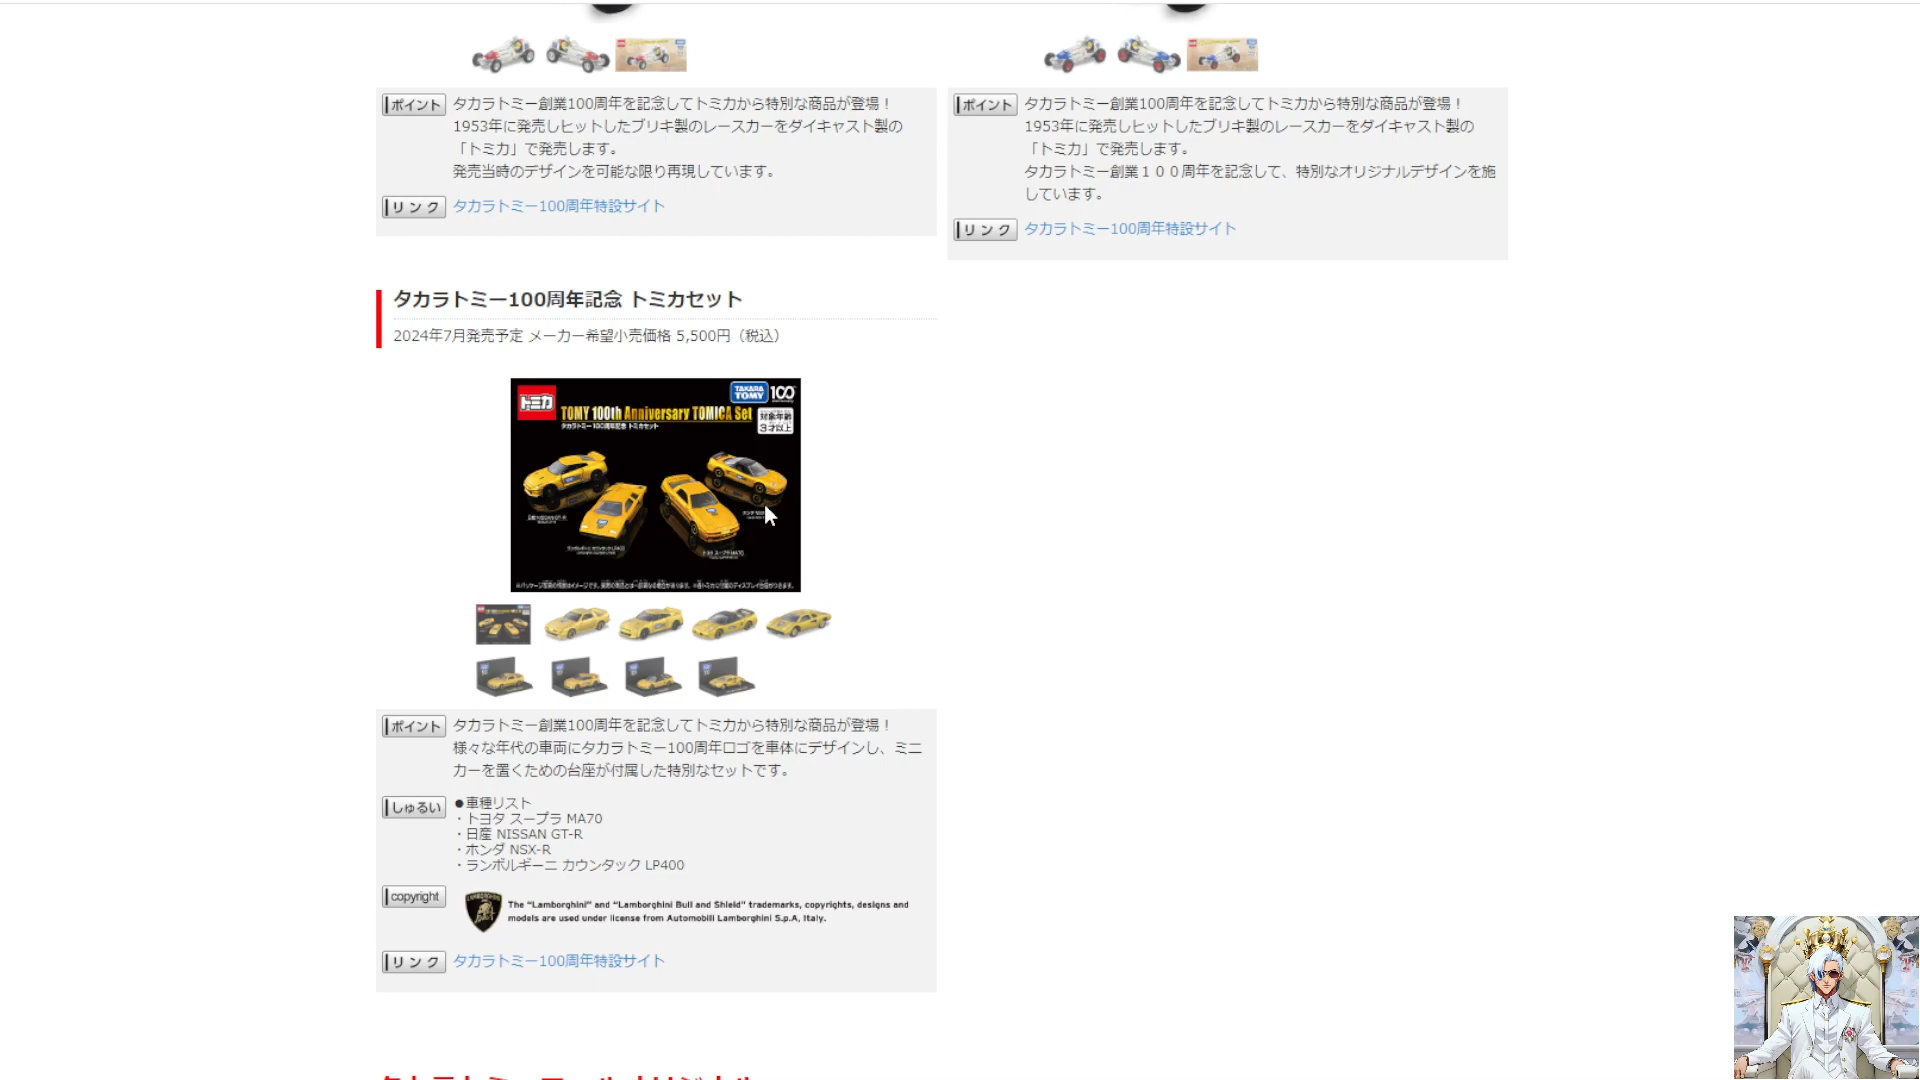 ポイント
タカラトミー創業100周年を記念してトミカから特別な商品が登場！
1953年に発売しヒットしたブリキ製のレースカーをダイキャスト製の
「トミカ」で発売します。
発売当時のデザインを可能な限り再現しています。
リンク
タカラトミー100周年特設サイト
ポイント
タカラトミー創業100周年を記念してトミカから特別な商品が登場！
1953年に発売しヒットしたブリキ製のレースカーをダイキャスト製の
「トミカ」で発売します。
タカラトミー創業１００周年を記念して、特別なオリジナルデザインを施
しています。
リンク
タカラトミー100周年特設サイト
タカラトミー100周年記念 トミカセット
2024年7月発売予定 メーカー希望小売価格 5,500円（税込）
トミカ
TAKARA TOMY 100
TOMY 100th Anniversary TOMICA Set
タカラトミー100周年記念 トミカセット
対象年齢
3才以上
ポイント
タカラトミー創業100周年を記念してトミカから特別な商品が登場！
様々な年代の車両にタカラトミー100周年ロゴを車体にデザインし、ミニ
カーを置くための台座が付属した特別なセットです。
しゅるい
●車種リスト
・トヨタ スープラ MA70
・日産 NISSAN GT-R
・ホンダ NSX-R
・ランボルギーニ カウンタック LP400
copyright
The “Lamborghini” and “Lamborghini Bull and Shield” trademarks, copyrights, designs and
models are used under license from Automobili Lamborghini S.p.A, Italy.
リンク
タカラトミー100周年特設サイト